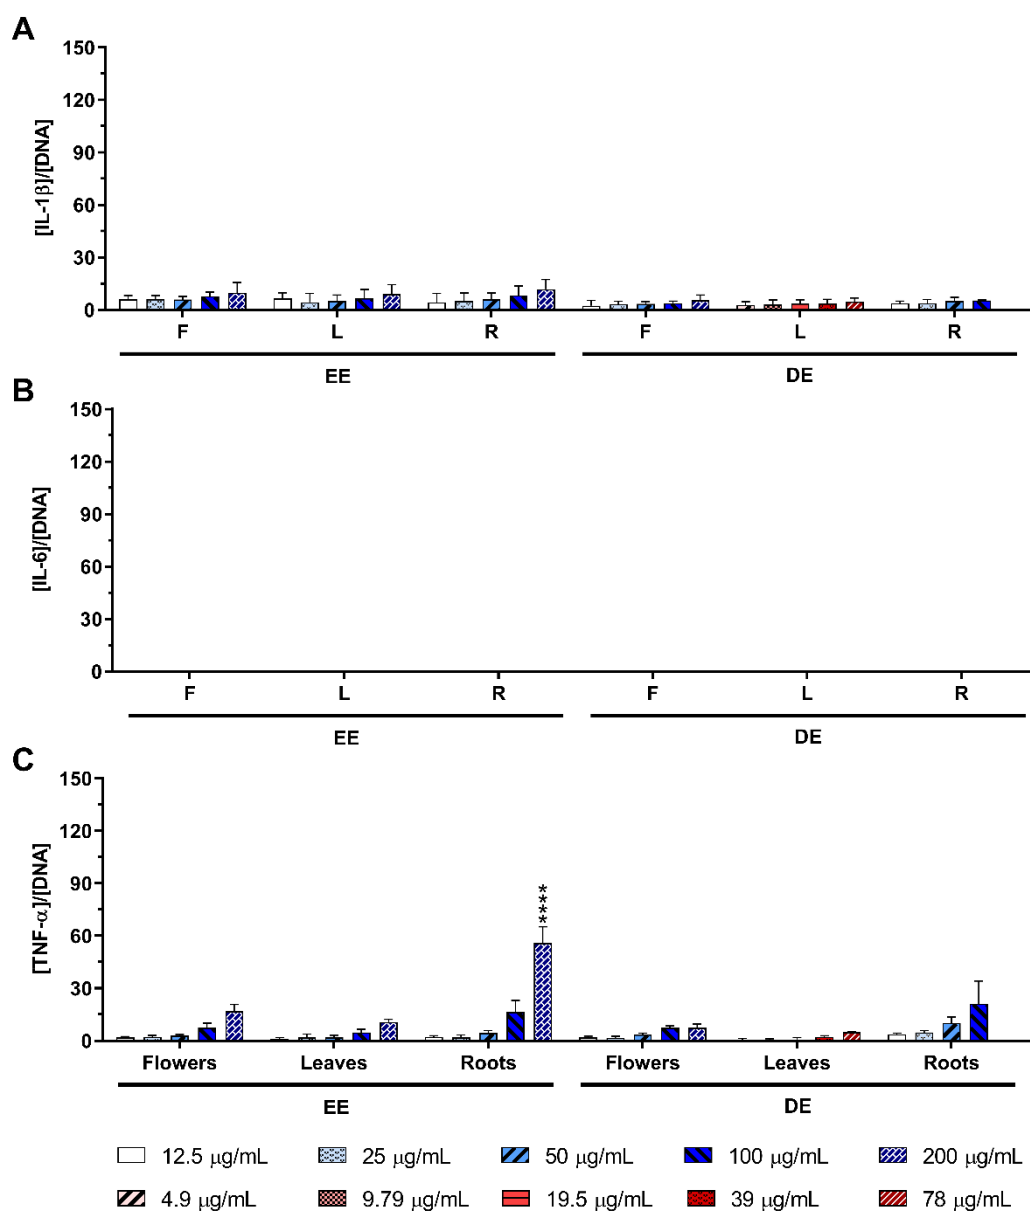 A
150
120
90
60
30
0
[IL-1β]/[DNA]
F L R F L R
EE DE
B
150
120
90
60
30
0
[IL-6]/[DNA]
F L R F L R
EE DE
C
150
120
90
60
30
0
[TNF-α]/[DNA]
****
Flowers Leaves Roots Flowers Leaves Roots
EE DE
12.5 µg/mL 25 µg/mL 50 µg/mL 100 µg/mL 200 µg/mL
4.9 µg/mL 9.79 µg/mL 19.5 µg/mL 39 µg/mL 78 µg/mL